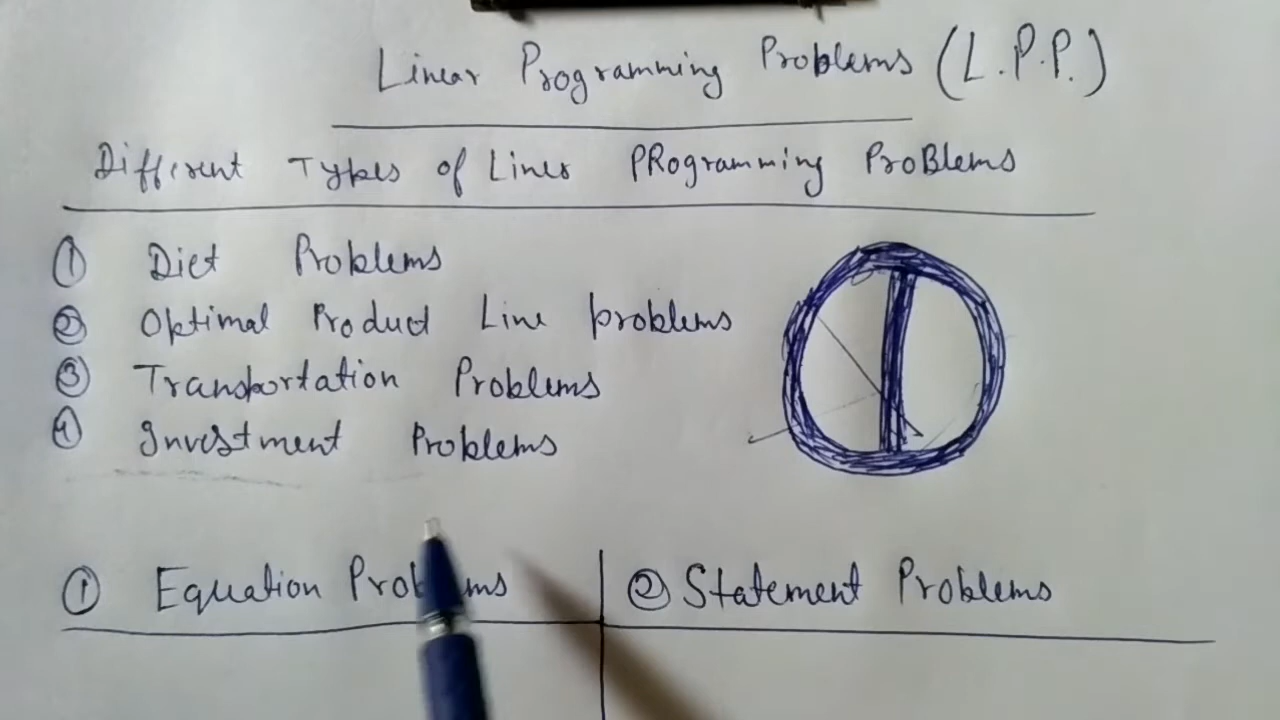 Linear Programming Problems (L.P.P.)
Different Types of Liner PROgramming ProBlems
① Diet Problems
② Optimal Product Line problems
③ Transportation Problems
④ Investment Problems
① Equation Problems
② Statement Problems